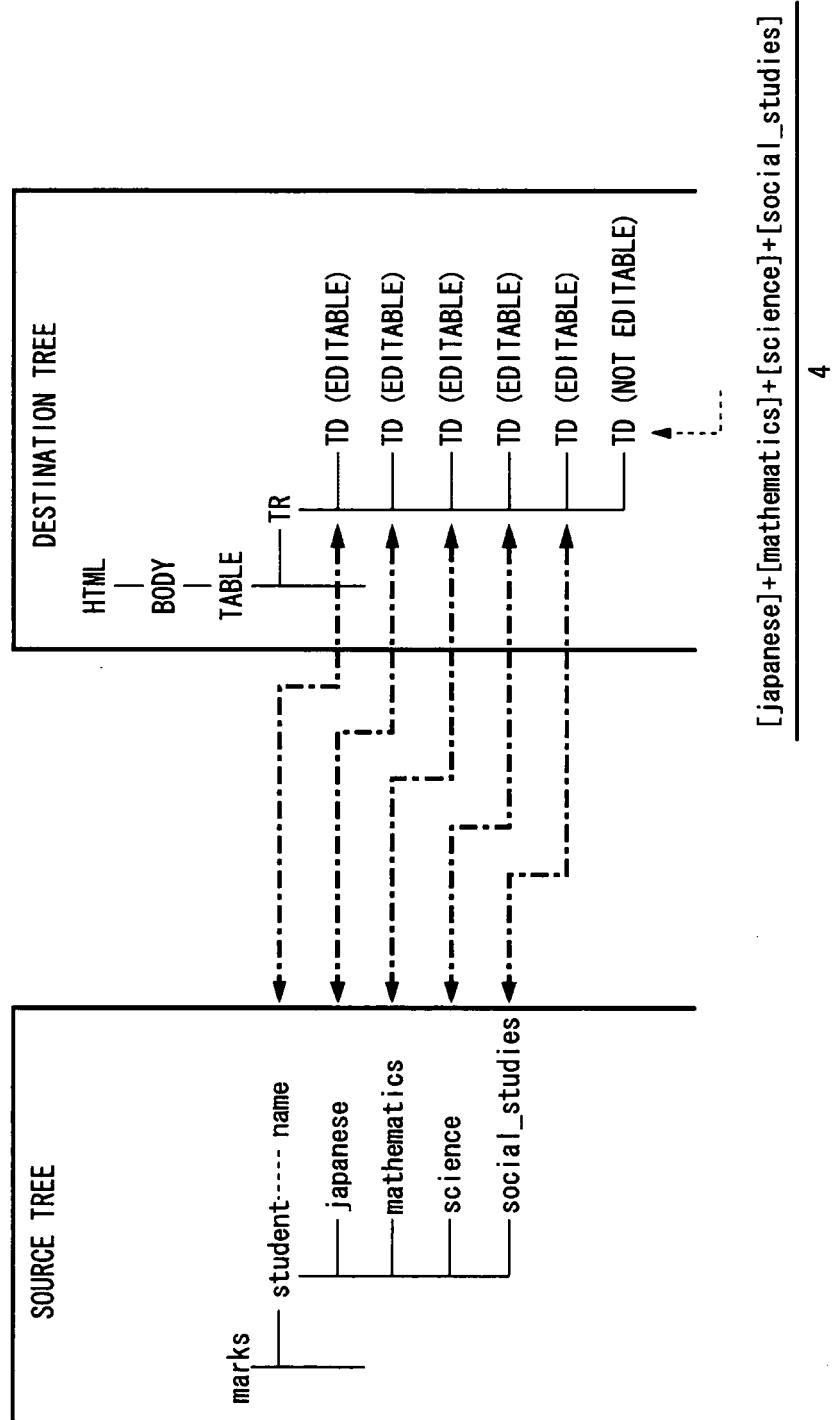 SOURCE TREE
marks
student
name
japanese
mathematics
science
social_studies
DESTINATION TREE
HTML
BODY
TABLE
TR
TD (EDITABLE)
TD (EDITABLE)
TD (EDITABLE)
TD (EDITABLE)
TD (EDITABLE)
TD (NOT EDITABLE)
[japanese]+[mathematics]+[science]+[social_studies]
4